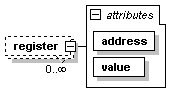 attributes
register
address
0..∞
value